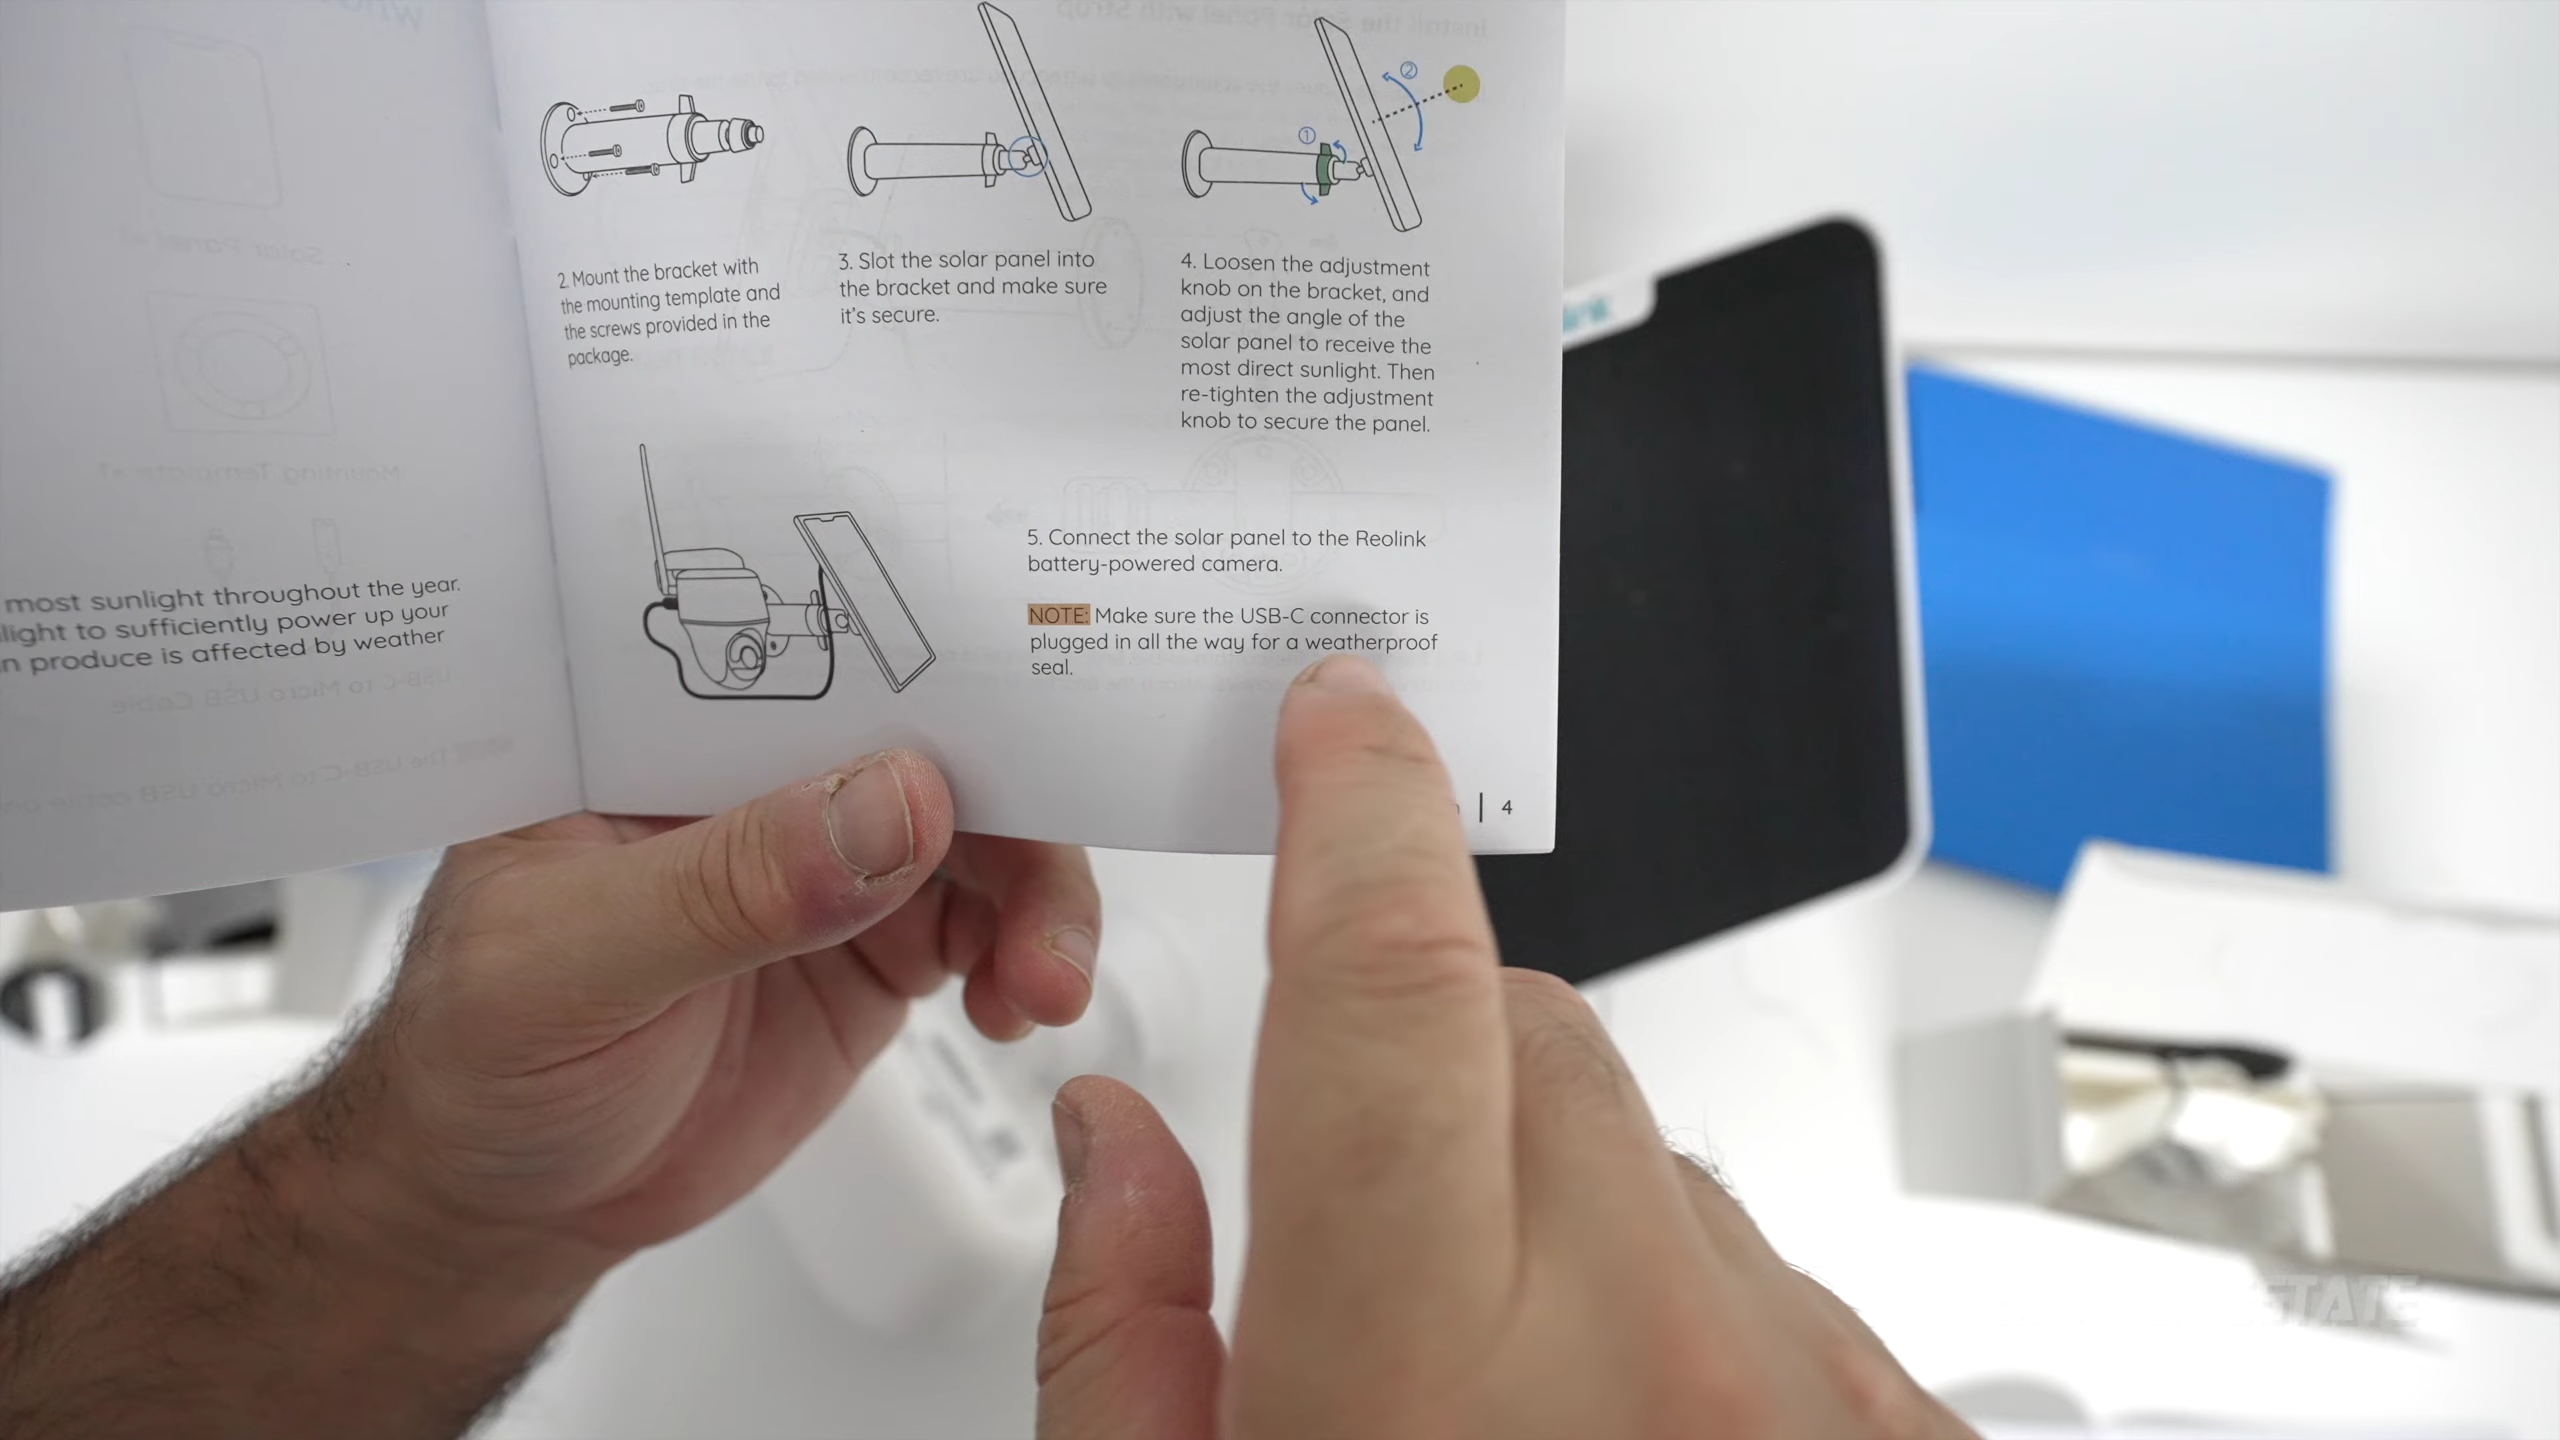 most sunlight throughout the year.
light to sufficiently power up your
n produce is affected by weather
2. Mount the bracket with
the mounting template and
the screws provided in the
package.
3. Slot the solar panel into
the bracket and make sure
it's secure.
①
②
4. Loosen the adjustment
knob on the bracket, and
adjust the angle of the
solar panel to receive the
most direct sunlight. Then
re-tighten the adjustment
knob to secure the panel.
5. Connect the solar panel to the Reolink
battery-powered camera.
NOTE: Make sure the USB-C connector is
plugged in all the way for a weatherproof
seal.
| 4
STATE